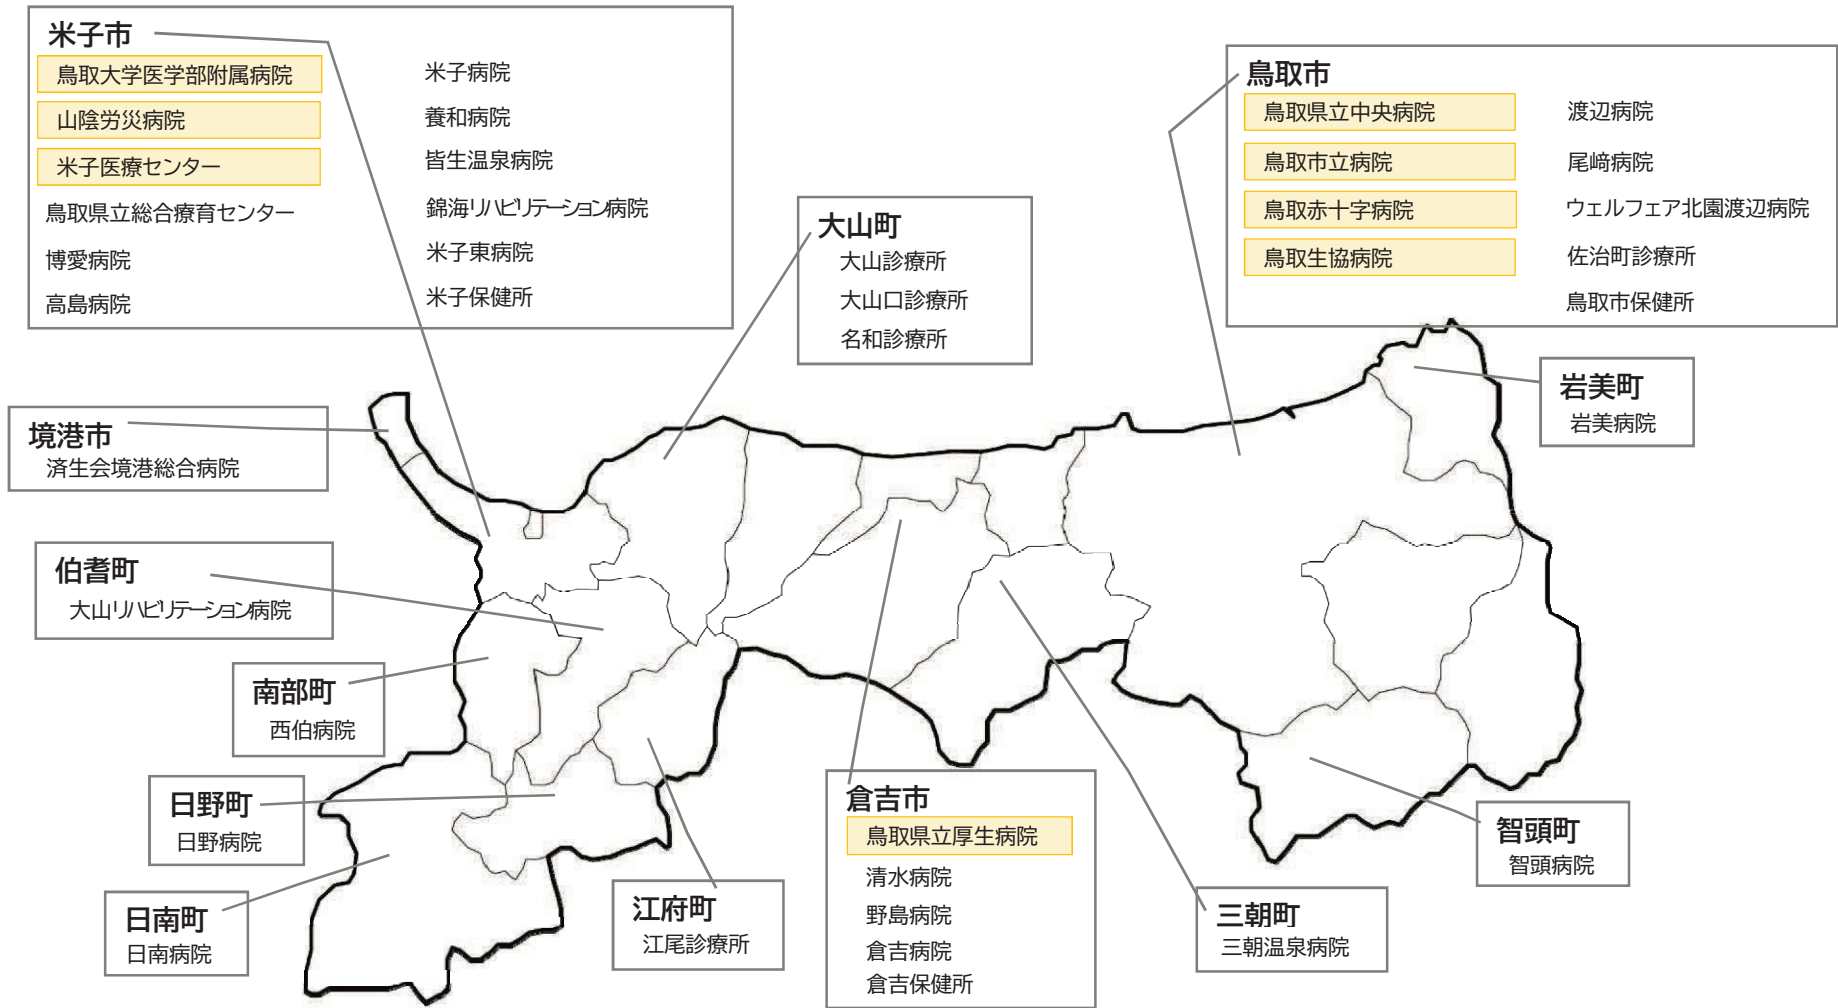 米子市
鳥取大学医学部附属病院
山陰労災病院
米子医療センター
鳥取県立総合療育センター
博愛病院
高島病院
米子病院
養和病院
皆生温泉病院
錦海リハビリテーション病院
米子東病院
米子保健所
大山町
大山診療所
大山口診療所
名和診療所
鳥取市
鳥取県立中央病院
鳥取市立病院
鳥取赤十字病院
鳥取生協病院
渡辺病院
尾﨑病院
ウェルフェア北園渡辺病院
佐治町診療所
鳥取市保健所
岩美町
岩美病院
境港市
済生会境港総合病院
伯耆町
大山リハビリテーション病院
南部町
西伯病院
日野町
日野病院
日南町
日南病院
江府町
江尾診療所
倉吉市
鳥取県立厚生病院
清水病院
野島病院
倉吉病院
倉吉保健所
三朝町
三朝温泉病院
智頭町
智頭病院